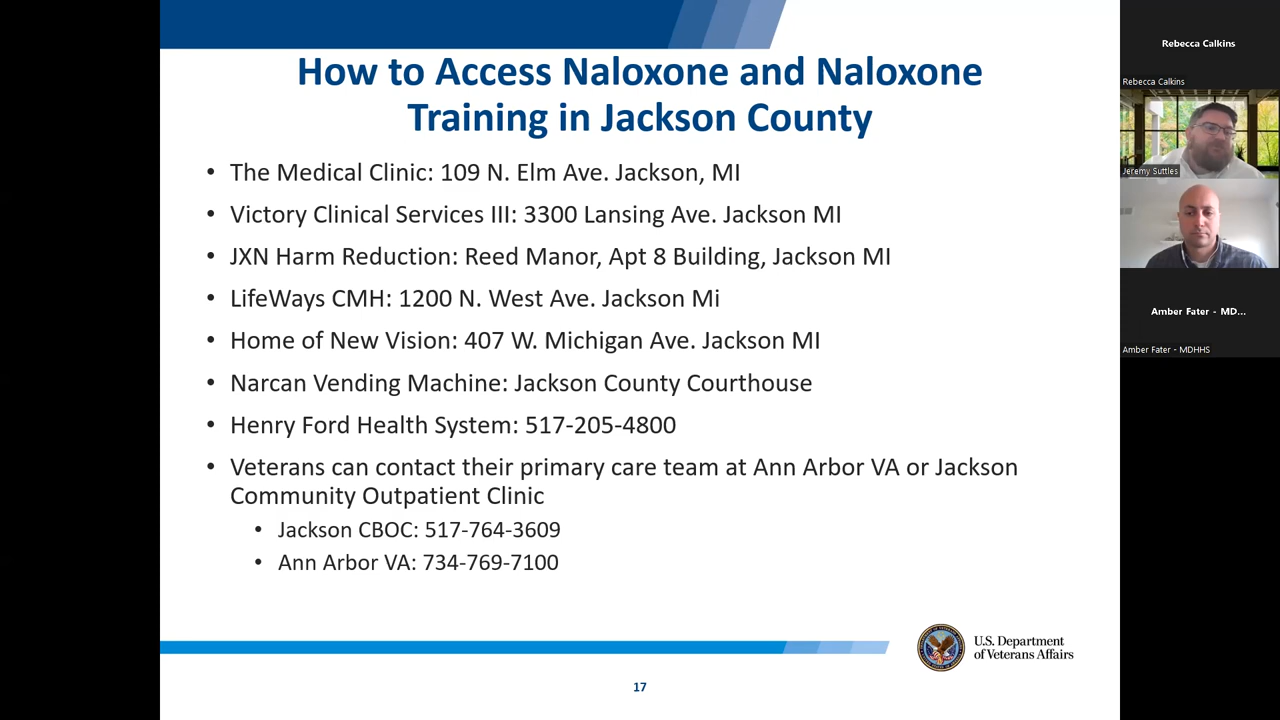 How to Access Naloxone and Naloxone
Training in Jackson County
• The Medical Clinic: 109 N. Elm Ave. Jackson, MI
• Victory Clinical Services III: 3300 Lansing Ave. Jackson MI
• JXN Harm Reduction: Reed Manor, Apt 8 Building, Jackson MI
• LifeWays CMH: 1200 N. West Ave. Jackson Mi
• Home of New Vision: 407 W. Michigan Ave. Jackson MI
• Narcan Vending Machine: Jackson County Courthouse
• Henry Ford Health System: 517-205-4800
• Veterans can contact their primary care team at Ann Arbor VA or Jackson
Community Outpatient Clinic
• Jackson CBOC: 517-764-3609
• Ann Arbor VA: 734-769-7100
U.S. Department
of Veterans Affairs
17
Rebecca Calkins
Rebecca Calkins
Jeremy Suttles
Amber Fater - MD...
Amber Fater - MDHHS